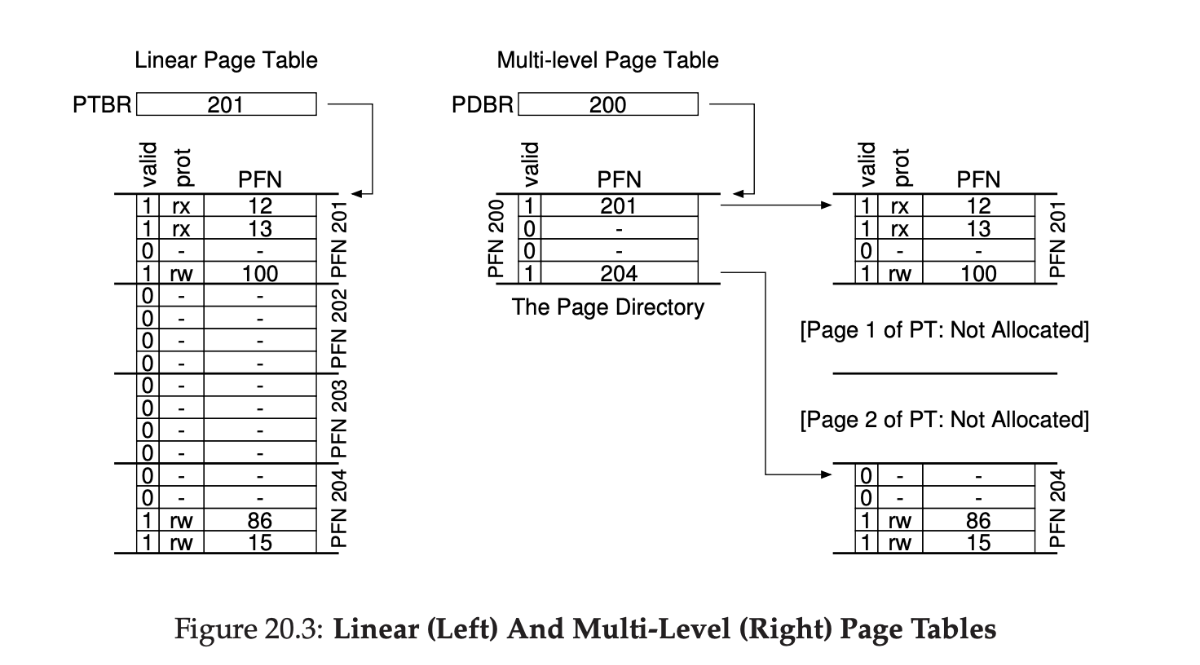 Linear Page Table
PTBR 201
valid prot PFN
1 rx 12
1 rx 13
0 - -
1 rw 100
PFN 201
0 - -
0 - -
0 - -
0 - -
PFN 202
0 - -
0 - -
0 - -
0 - -
PFN 203
0 - -
0 - -
1 rw 86
1 rw 15
PFN 204
Multi-level Page Table
PDBR 200
valid PFN
PFN 200
1 201
0 -
0 -
1 204
The Page Directory
valid prot PFN
1 rx 12
1 rx 13
0 - -
1 rw 100
PFN 201
[Page 1 of PT: Not Allocated]
[Page 2 of PT: Not Allocated]
0 - -
0 - -
1 rw 86
1 rw 15
PFN 204
Figure 20.3: Linear (Left) And Multi-Level (Right) Page Tables